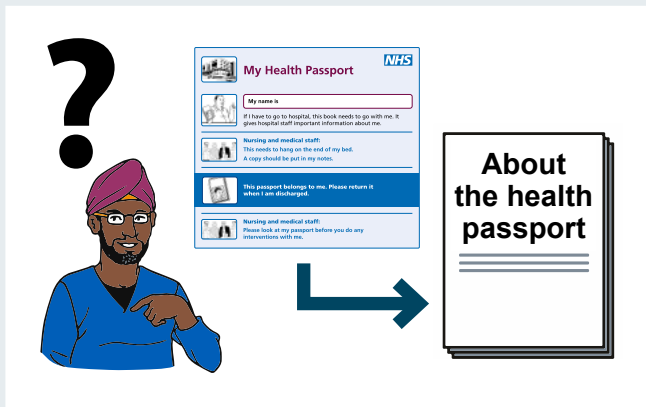 ?
NHS
My Health Passport
My name is
If I have to go to hospital, this book needs to go with me. It
gives hospital staff important information about me.
Nursing and medical staff:
This needs to hang on the end of my bed.
A copy should be put in my notes.
This passport belongs to me. Please return it
when I am discharged.
Nursing and medical staff:
Please look at my passport before you do any
interventions with me.
About
the health
passport